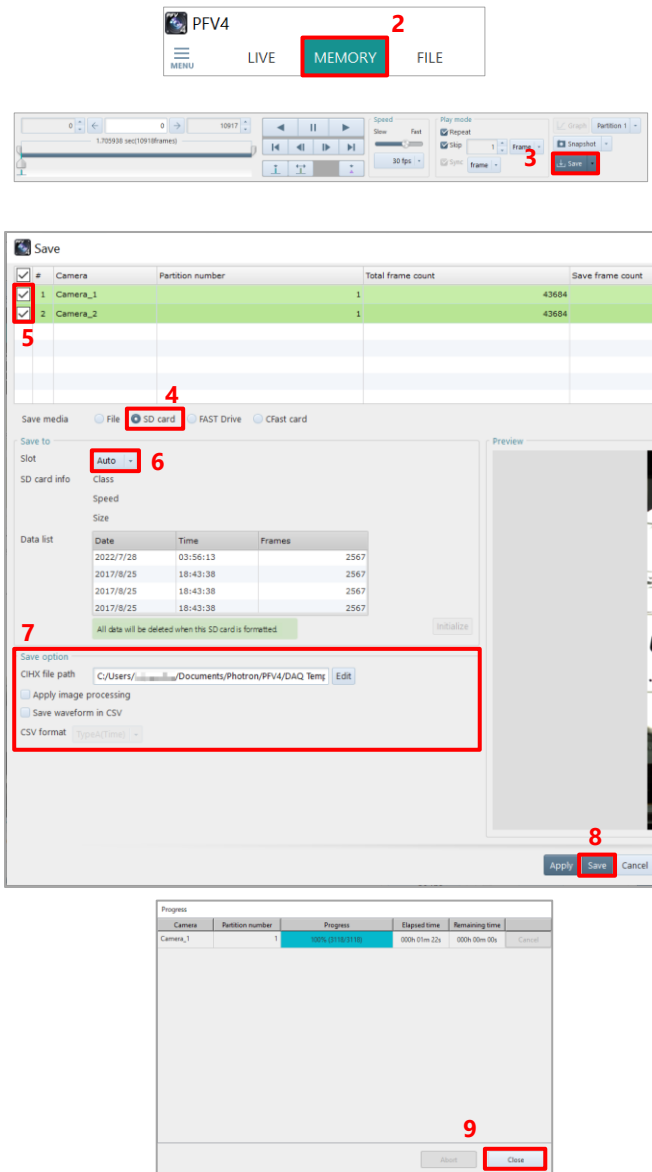 PFV4
2
MENU
LIVE
MEMORY
FILE
0
0
10917
1.705938 sec(10918frames)
Speed
Slow Fast
30 fps
Play mode
Repeat
Skip 1 Frame
Sync frame
Graph Partition 1
Snapshot
3
Save
Save
# Camera Partition number Total frame count Save frame count
1 Camera_1 1 43684
2 Camera_2 1 43684
5
4
Save media File SD card FAST Drive CFast card
Save to
Slot Auto 6
SD card info Class
Speed
Size
Data list Date Time Frames
2022/7/28 03:56:13 2567
2017/8/25 18:43:38 2567
2017/8/25 18:43:38 2567
2017/8/25 18:43:38 2567
All data will be deleted when this SD card is formatted.
Initialize
Preview
7
Save option
CIHX file path C:/Users/ /Documents/Photron/PFV4/DAQ Temp Edit
Apply image processing
Save waveform in CSV
CSV format TypeA(Time)
8
Apply Save Cancel
Progress
Camera Partition number Progress Elapsed time Remaining time
Camera_1 1 100% (3118/3118) 000h 01m 22s 000h 00m 00s Cancel
9
Abort Close